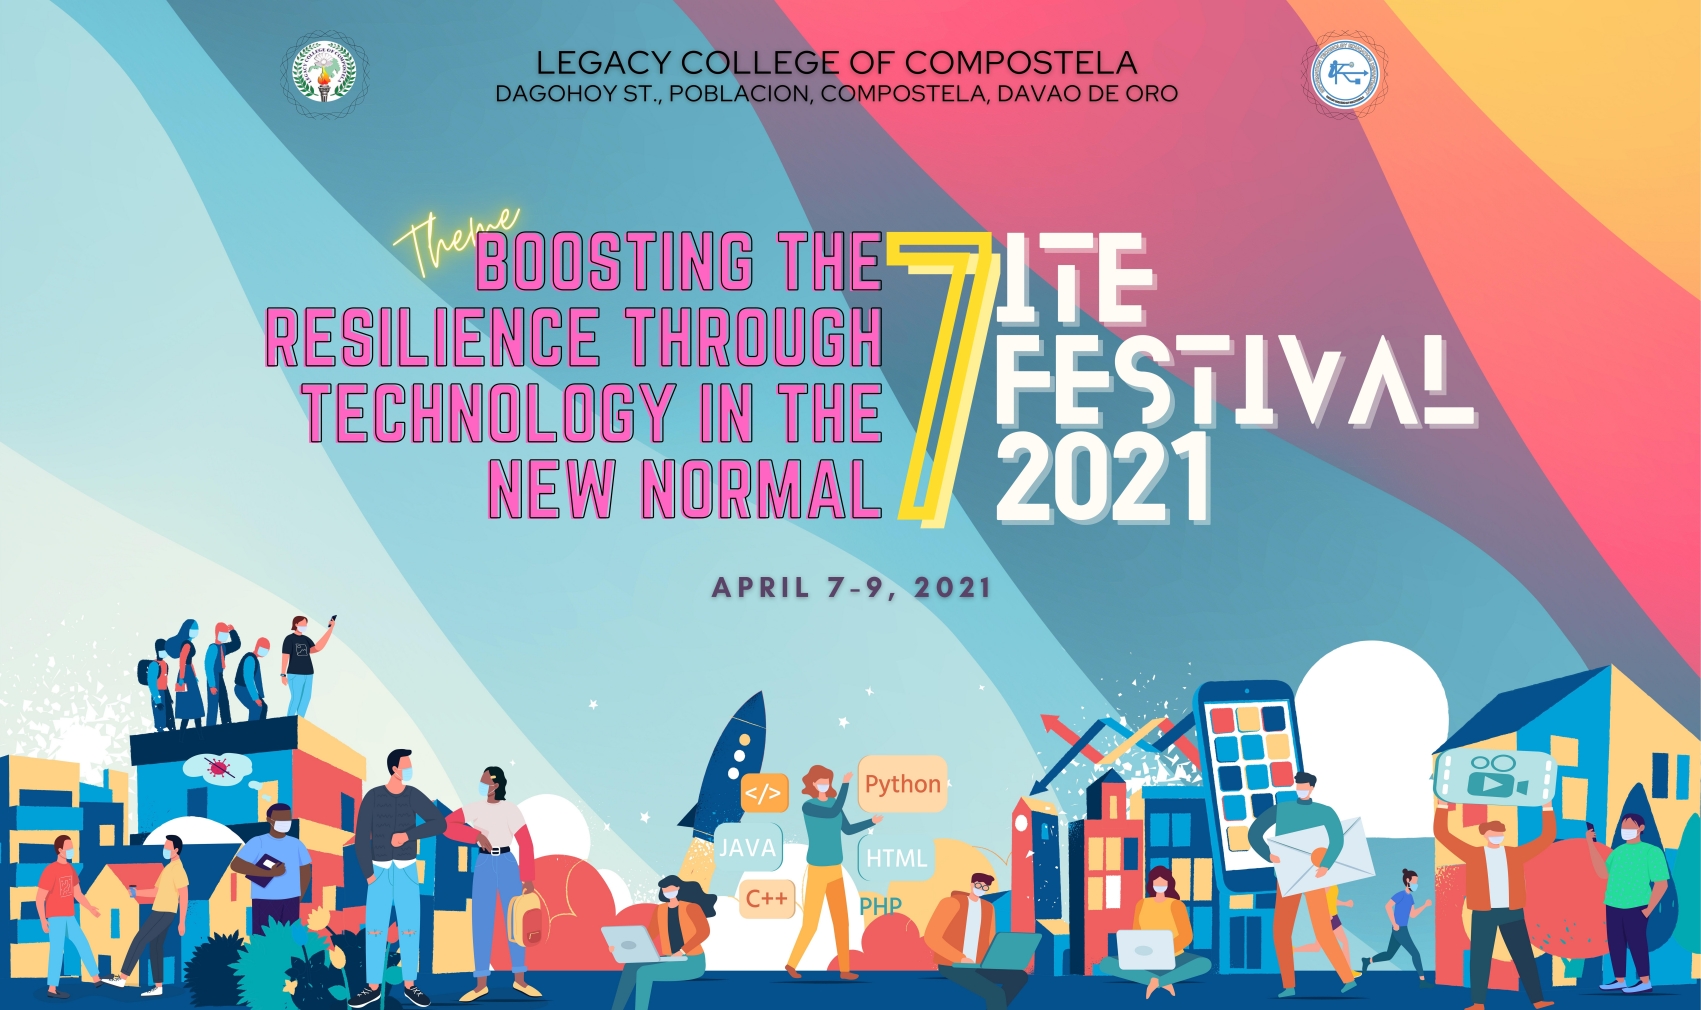 LEGACY COLLEGE OF COMPOSTELA
DAGOHOY ST., POBLACION, COMPOSTELA, DAVAO DE ORO
Theme
BOOSTING THE
RESILIENCE THROUGH
TECHNOLOGY IN THE
NEW NORMAL
7
ITE
FESTIVAL
2021
APRIL 7-9, 2021
</>
Python
JAVA
HTML
C++
PHP